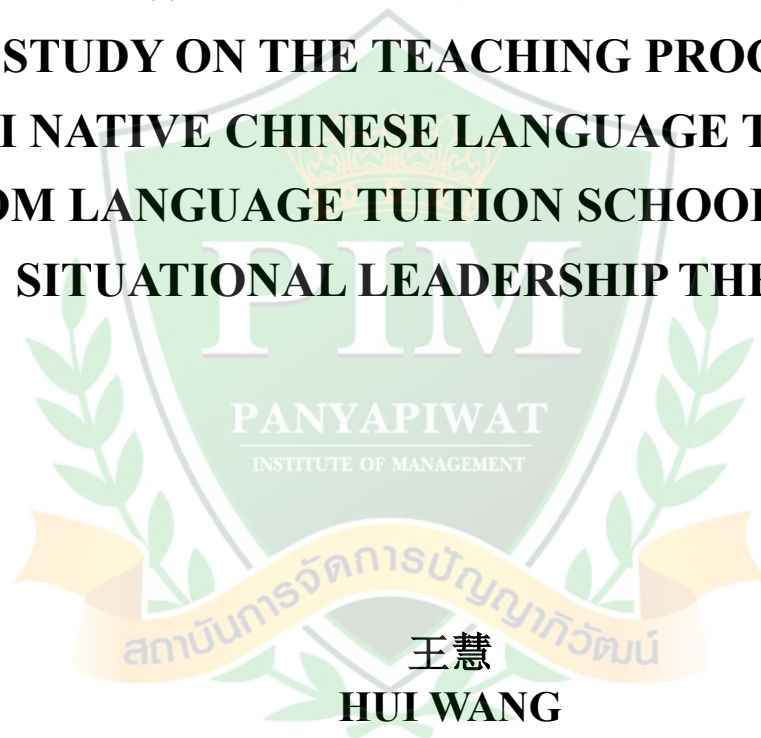 STUDY ON THE TEACHING PROG
I NATIVE CHINESE LANGUAGE T
OM LANGUAGE TUITION SCHOOL
SITUATIONAL LEADERSHIP THE
PIM
PANYAPIWAT
INSTITUTE OF MANAGEMENT
สถาบันการจัดการปัญญาภิวัฒน์
王慧
HUI WANG